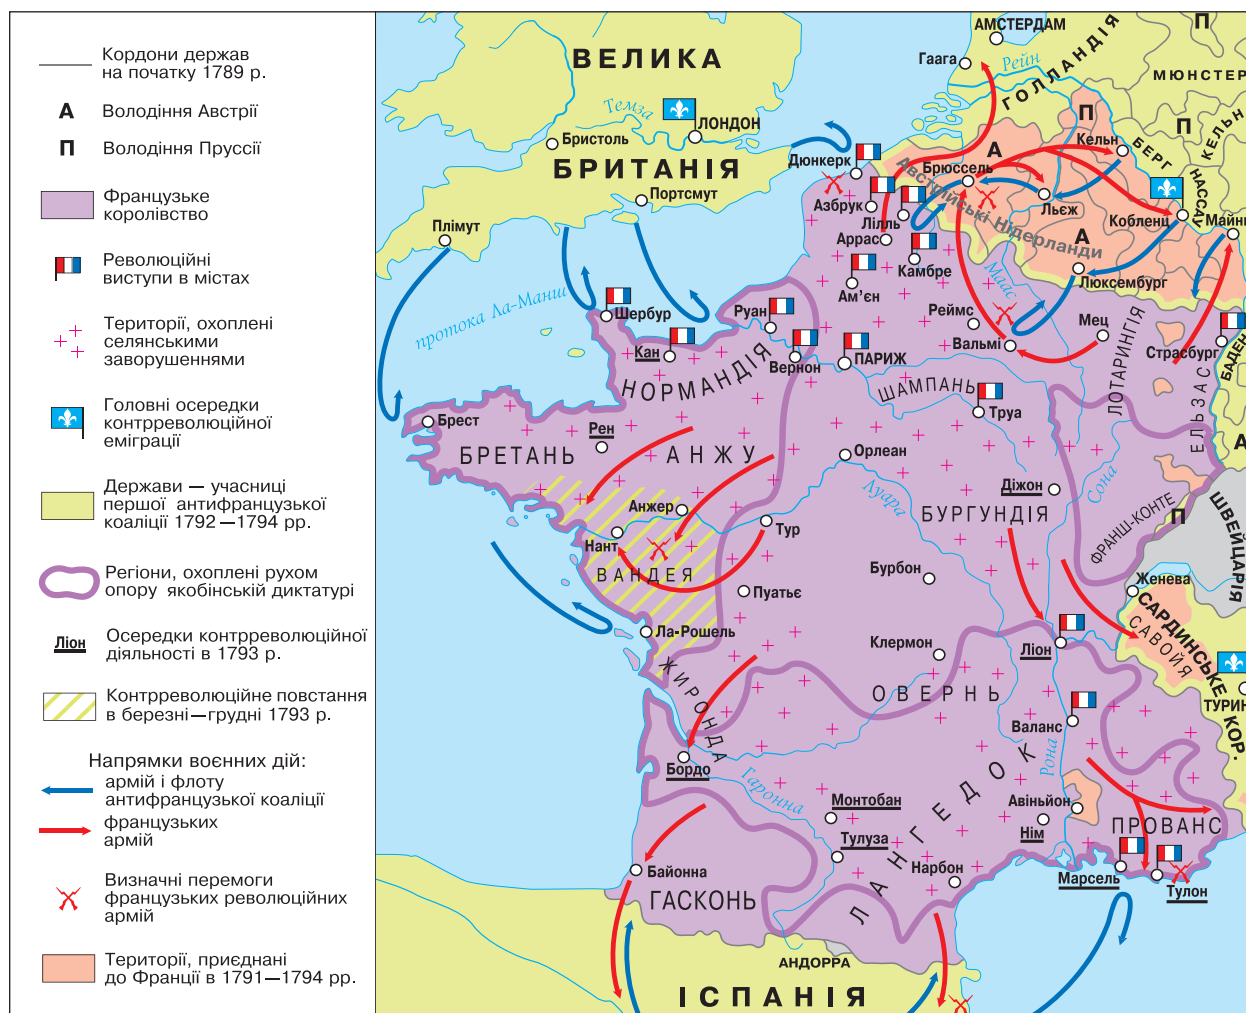 Кордони держав
на початку 1789 р.
А
Володіння Австрії
П
Володіння Пруссії
Французьке
королівство
Революційні
виступи в містах
Території, охоплені
селянськими
заворушеннями
Головні осередки
контрреволюційної
еміграції
Держави — учасниці
першої антифранцузької
коаліції 1792—1794 рр.
Регіони, охоплені рухом
опору якобінській диктатурі
Ліон
Осередки контрреволюційної
діяльності в 1793 р.
Контрреволюційне повстання
в березні—грудні 1793 р.
Напрямки воєнних дій:
армій і флоту
антифранцузької коаліції
французьких
армій
Визначні перемоги
французьких революційних
армій
Території, приєднані
до Франції в 1791—1794 рр.
ВЕЛИКА
БРИТАНІЯ
Темза
ЛОНДОН
Бристоль
Портсмут
Плімут
протока Ла-Манш
АМСТЕРДАМ
Гаага
Рейн
ГОЛЛАНДІЯ
П
МЮНСТЕР
П
П
КЕЛЬН
Кельн
БЕРГ
НАССАУ
А
Брюссель
АВСТРІЙСЬКІ Нідерланди
Льєж
Кобленц
Майнц
А
Люксембург
Дюнкерк
Азбрук
Лілль
Аррас
Камбре
Ам'єн
Маас
Реймс
Вальмі
Мец
Страсбург
БАДЕН
А
ЛОТАРИНГІЯ
ЕЛЬЗАС
Шербур
Кан
Руан
Вернон
ПАРИЖ
НОРМАНДІЯ
ШАМПАНЬ
Труа
Брест
Рен
БРЕТАНЬ
АНЖУ
Орлеан
Луара
Діжон
Сона
БУРГУНДІЯ
ФРАНШ-КОНТЕ
П
ШВЕЙЦАРІЯ
Анжер
Тур
Нант
ВАНДЕЯ
Пуатьє
Бурбон
Женева
Ла-Рошель
Клермон
Ліон
САРДИНСЬКЕ КОР.
САВОЙЯ
ТУРИН
ЖИРОНДА
ОВЕРНЬ
Валанс
Бордо
Гаронна
Рона
Монтобан
Авіньйон
Нім
ПРОВАНС
Тулуза
ЛАНГЕДОК
Байонна
Нарбон
Марсель
Тулон
ГАСКОНЬ
АНДОРРА
ІСПАНІЯ